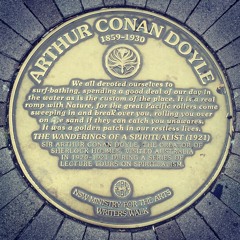 ARTHUR CONAN DOYLE
1859-1930
We all devoted ourselves to
surf-bathing, spending a good deal of our day in
the water as is the custom of the place. It is a real
romp with Nature, for the great Pacific rollers come
sweeping in and break over you, rolling you over
on the sand if they can catch you unawares.
It was a golden patch in our restless lives.
THE WANDERINGS OF A SPIRITUALIST (1921)
SIR ARTHUR CONAN DOYLE, THE CREATOR OF
SHERLOCK HOLMES, VISITED AUSTRALIA
IN DURING A SERIES OF
LECTURE TOURS ON SPIRITUALISM.
NSW MINISTRY FOR THE ARTS
WRITERS WALK